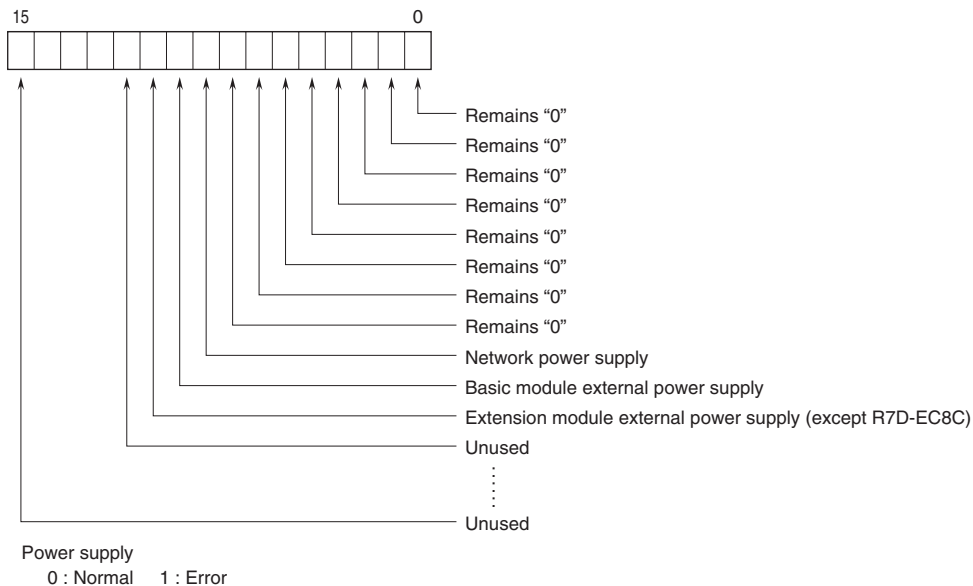 15 0
Remains “0”
Remains “0”
Remains “0”
Remains “0”
Remains “0”
Remains “0”
Remains “0”
Remains “0”
Network power supply
Basic module external power supply
Extension module external power supply (except R7D-EC8C)
Unused
Unused
Power supply
0 : Normal 1 : Error